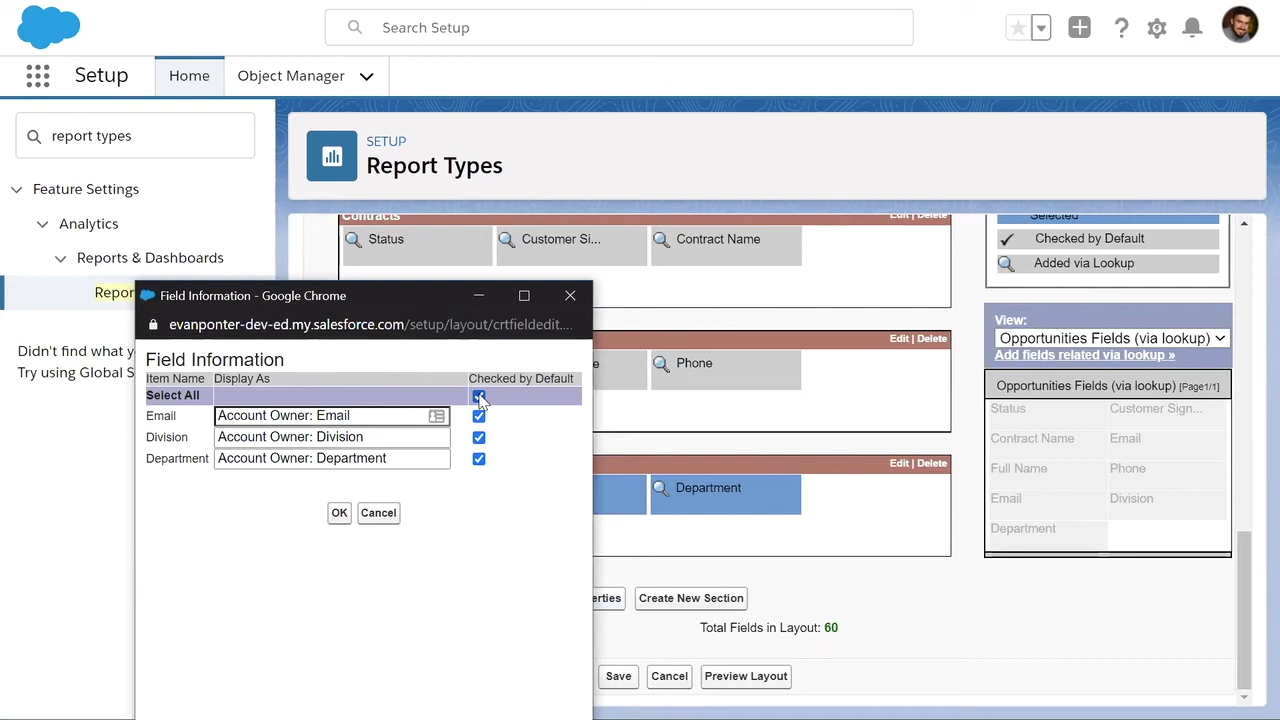 Search Setup
Setup
Home
Object Manager
report types
Feature Settings
Analytics
Reports & Dashboards
Repor
Didn't find what y
Try using Global S
SETUP
Report Types
Contracts
Edit | Delete
Status
Customer Si...
Contract Name
Selected
Checked by Default
Added via Lookup
View:
Opportunities Fields (via lookup)
Add fields related via lookup »
Opportunities Fields (via lookup) [Page1/1]
Status
Customer Sign...
Contract Name
Email
Full Name
Phone
Email
Division
Department
Edit | Delete
e
Phone
Edit | Delete
Department
erties
Create New Section
Total Fields in Layout: 60
Save
Cancel
Preview Layout
Field Information - Google Chrome
evanponter-dev-ed.my.salesforce.com/setup/layout/crtfieldedit....
Field Information
Item Name Display As Checked by Default
Select All
Email Account Owner: Email
Division Account Owner: Division
Department Account Owner: Department
OK
Cancel